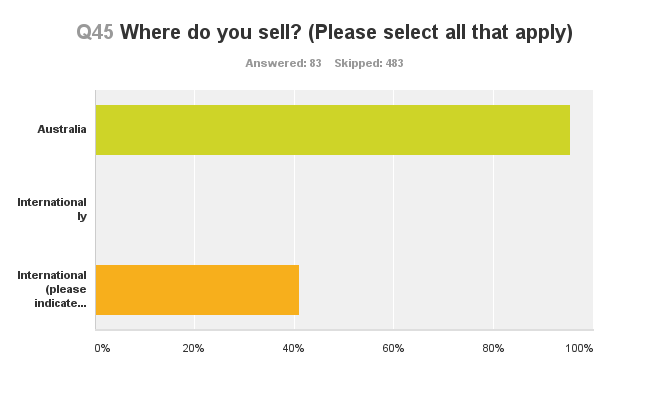 Q45 Where do you sell? (Please select all that apply)
Answered: 83 Skipped: 483
Australia
International
ly
International
(please
indicate...
0% 20% 40% 60% 80% 100%